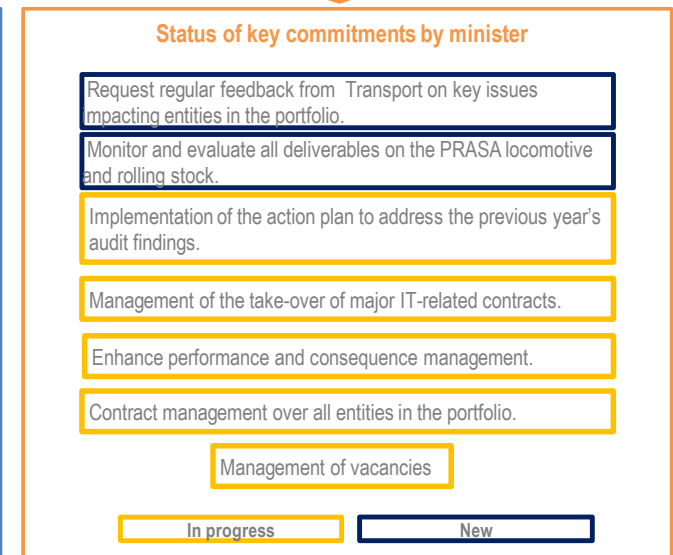 Status of key commitments by minister
Request regular feedback from Transport on key issues
impacting entities in the portfolio.
Monitor and evaluate all deliverables on the PRASA locomotive
and rolling stock.
Implementation of the action plan to address the previous year's
audit findings.
Management of the take-over of major IT-related contracts.
Enhance performance and consequence management.
Contract management over all entities in the portfolio.
Management of vacancies
In progress
New